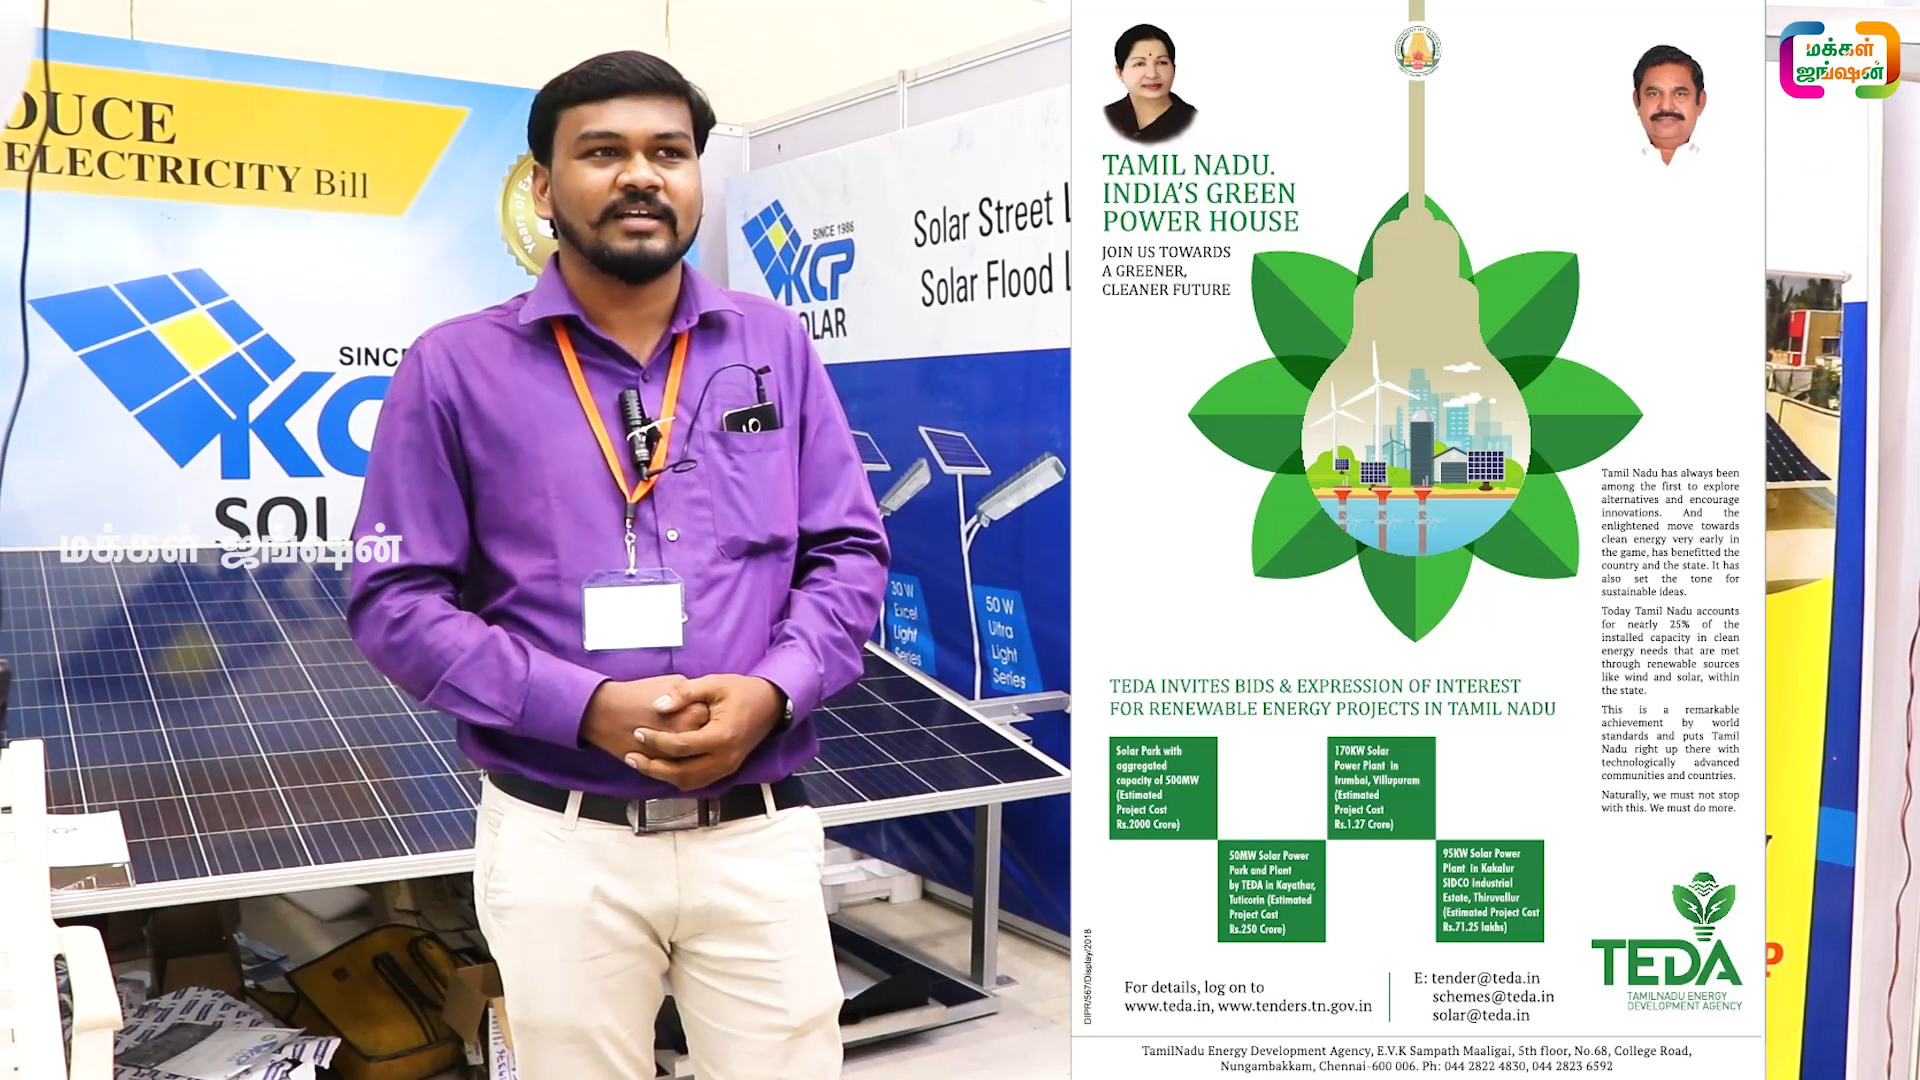 DUCE
ELECTRICITY Bill
SINCE
KC
SOL
மக்கள் ஜங்ஷன்
Years of Ex
SINCE 1986
KCP
OLAR
Solar Street L
Solar Flood L
30 W
Excel
Light
Series
50 W
Ultra
Light
Series
TAMIL NADU.
INDIA'S GREEN
POWER HOUSE
JOIN US TOWARDS
A GREENER,
CLEANER FUTURE
Tamil Nadu has always been
among the first to explore
alternatives and encourage
innovations. And the
enlightened move towards
clean energy very early in
the game, has benefitted the
country and the state. It has
also set the tone for
sustainable ideas.
Today Tamil Nadu accounts
for nearly 25% of the
installed capacity in clean
energy needs that are met
through renewable sources
like wind and solar, within
the state.
This is a remarkable
achievement by world
standards and puts Tamil
Nadu right up there with
technologically advanced
communities and countries.
Naturally, we must not stop
with this. We must do more.
TEDA INVITES BIDS & EXPRESSION OF INTEREST
FOR RENEWABLE ENERGY PROJECTS IN TAMIL NADU
Solar Park with
aggregated
capacity of 500MW
(Estimated
Project Cost
Rs.2000 Crore)
50MW Solar Power
Park and Plant
by TEDA in Kayathar,
Tuticorin (Estimated
Project Cost
Rs.250 Crore)
170KW Solar
Power Plant in
Irumbai, Villupuram
(Estimated
Project Cost
Rs.1.27 Crore)
95KW Solar Power
Plant in Kakalur
SIDCO Industrial
Estate, Thiruvallur
(Estimated Project Cost
Rs.71.25 lakhs)
TEDA
TAMILNADU ENERGY
DEVELOPMENT AGENCY
DIPR/567/Display/2018
For details, log on to
www.teda.in, www.tenders.tn.gov.in
E: tender@teda.in
schemes@teda.in
solar@teda.in
TamilNadu Energy Development Agency, E.V.K Sampath Maaligai, 5th floor, No.68, College Road,
Nungambakkam, Chennai-600 006. Ph: 044 2822 4830, 044 2823 6592
மக்கள்
ஜங்ஷன்